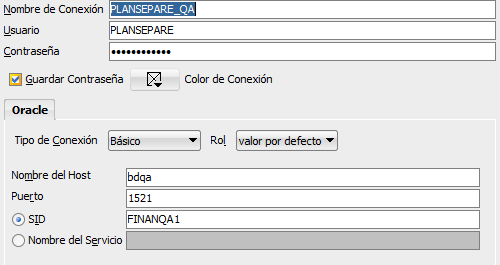 Nombre de Conexión PLANSEPARE_QA
Usuario PLANSEPARE
Contraseña ••••••••••••
Guardar Contraseña Color de Conexión
Oracle
Tipo de Conexión Básico Rol valor por defecto
Nombre del Host bdqa
Puerto 1521
SID FINANQA1
Nombre del Servicio